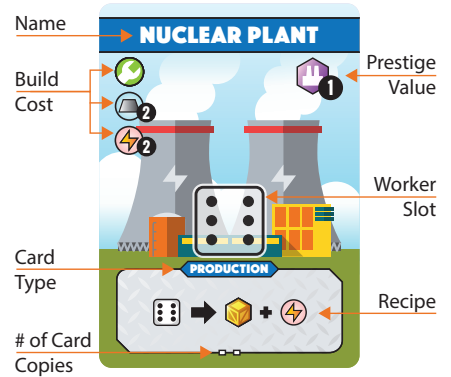 Name
NUCLEAR PLANT
Build
Cost
2
2
1
Prestige
Value
Worker
Slot
Card
Type
PRODUCTION
+
Recipe
# of Card
Copies